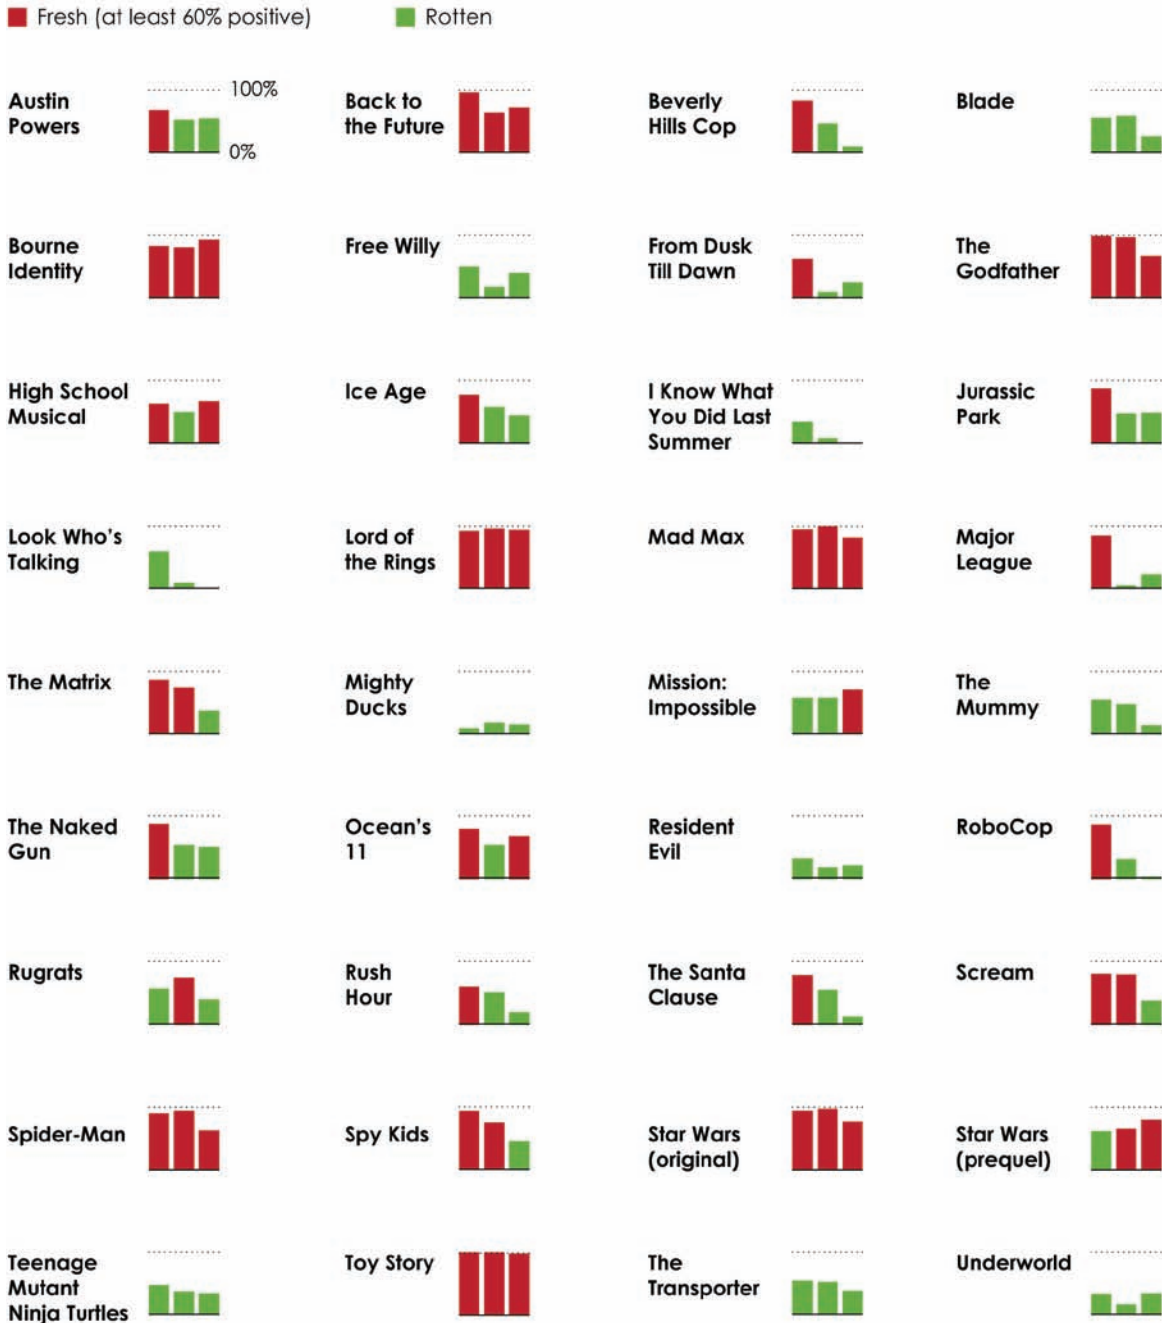 Fresh (at least 60% positive)
Rotten
Austin
Powers
100%
0%
Back to
the Future
Beverly
Hills Cop
Blade
Bourne
Identity
Free Willy
From Dusk
Till Dawn
The
Godfather
High School
Musical
Ice Age
I Know What
You Did Last
Summer
Jurassic
Park
Look Who's
Talking
Lord of
the Rings
Mad Max
Major
League
The Matrix
Mighty
Ducks
Mission:
Impossible
The
Mummy
The Naked
Gun
Ocean's
11
Resident
Evil
RoboCop
Rugrats
Rush
Hour
The Santa
Clause
Scream
Spider-Man
Spy Kids
Star Wars
(original)
Star Wars
(prequel)
Teenage
Mutant
Ninja Turtles
Toy Story
The
Transporter
Underworld